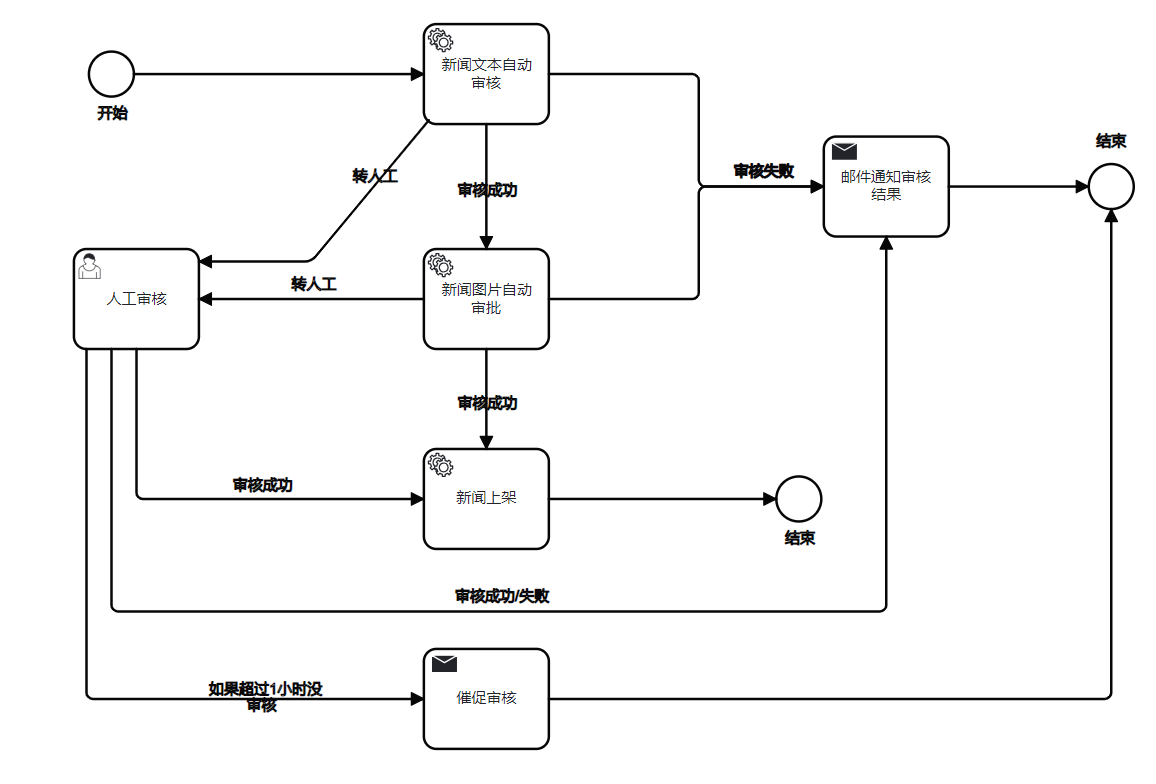 新闻文本自动
审核
开始
转人工
审核成功
审核失败
邮件通知审核
结果
结束
人工审核
转人工
新闻图片自动
审批
审核成功
审核成功
新闻上架
结束
审核成功/失败
如果超过1小时没
审核
催促审核